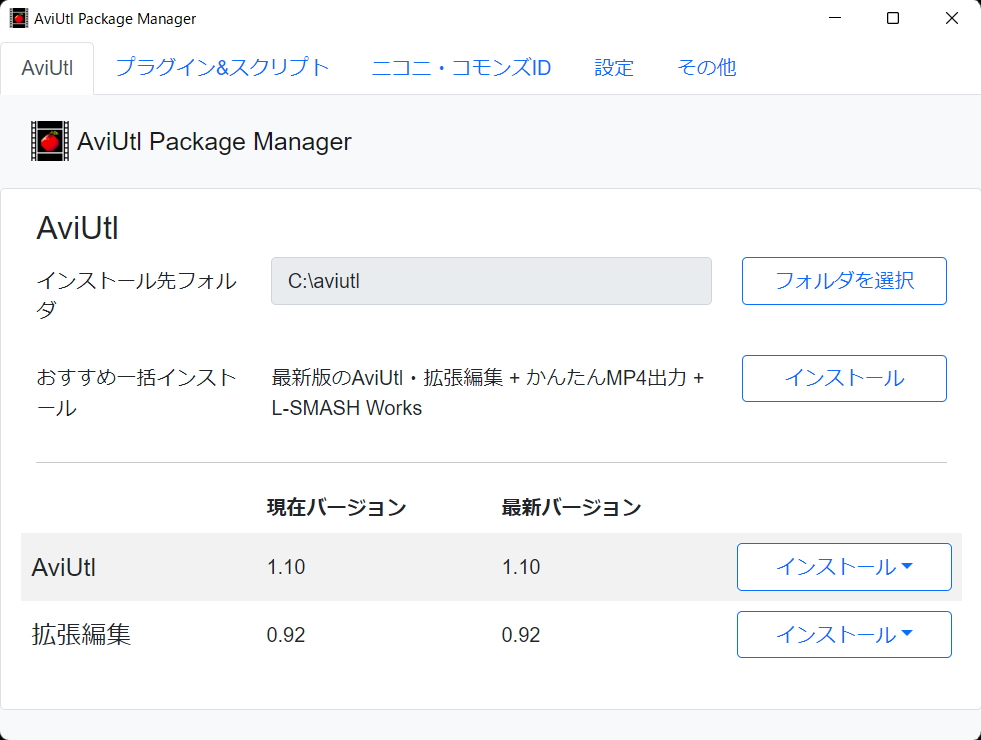 AviUtl Package Manager
AviUtl プラグイン&スクリプト ニコニ・コモンズID 設定 その他
AviUtl Package Manager
AviUtl
インストール先フォル
ダ
C:\aviutl
フォルダを選択
おすすめ一括インスト
ール
最新版のAviUtl・拡張編集 + かんたんMP4出力 +
L-SMASH Works
インストール
現在バージョン 最新バージョン
AviUtl 1.10 1.10 インストール
拡張編集 0.92 0.92 インストール